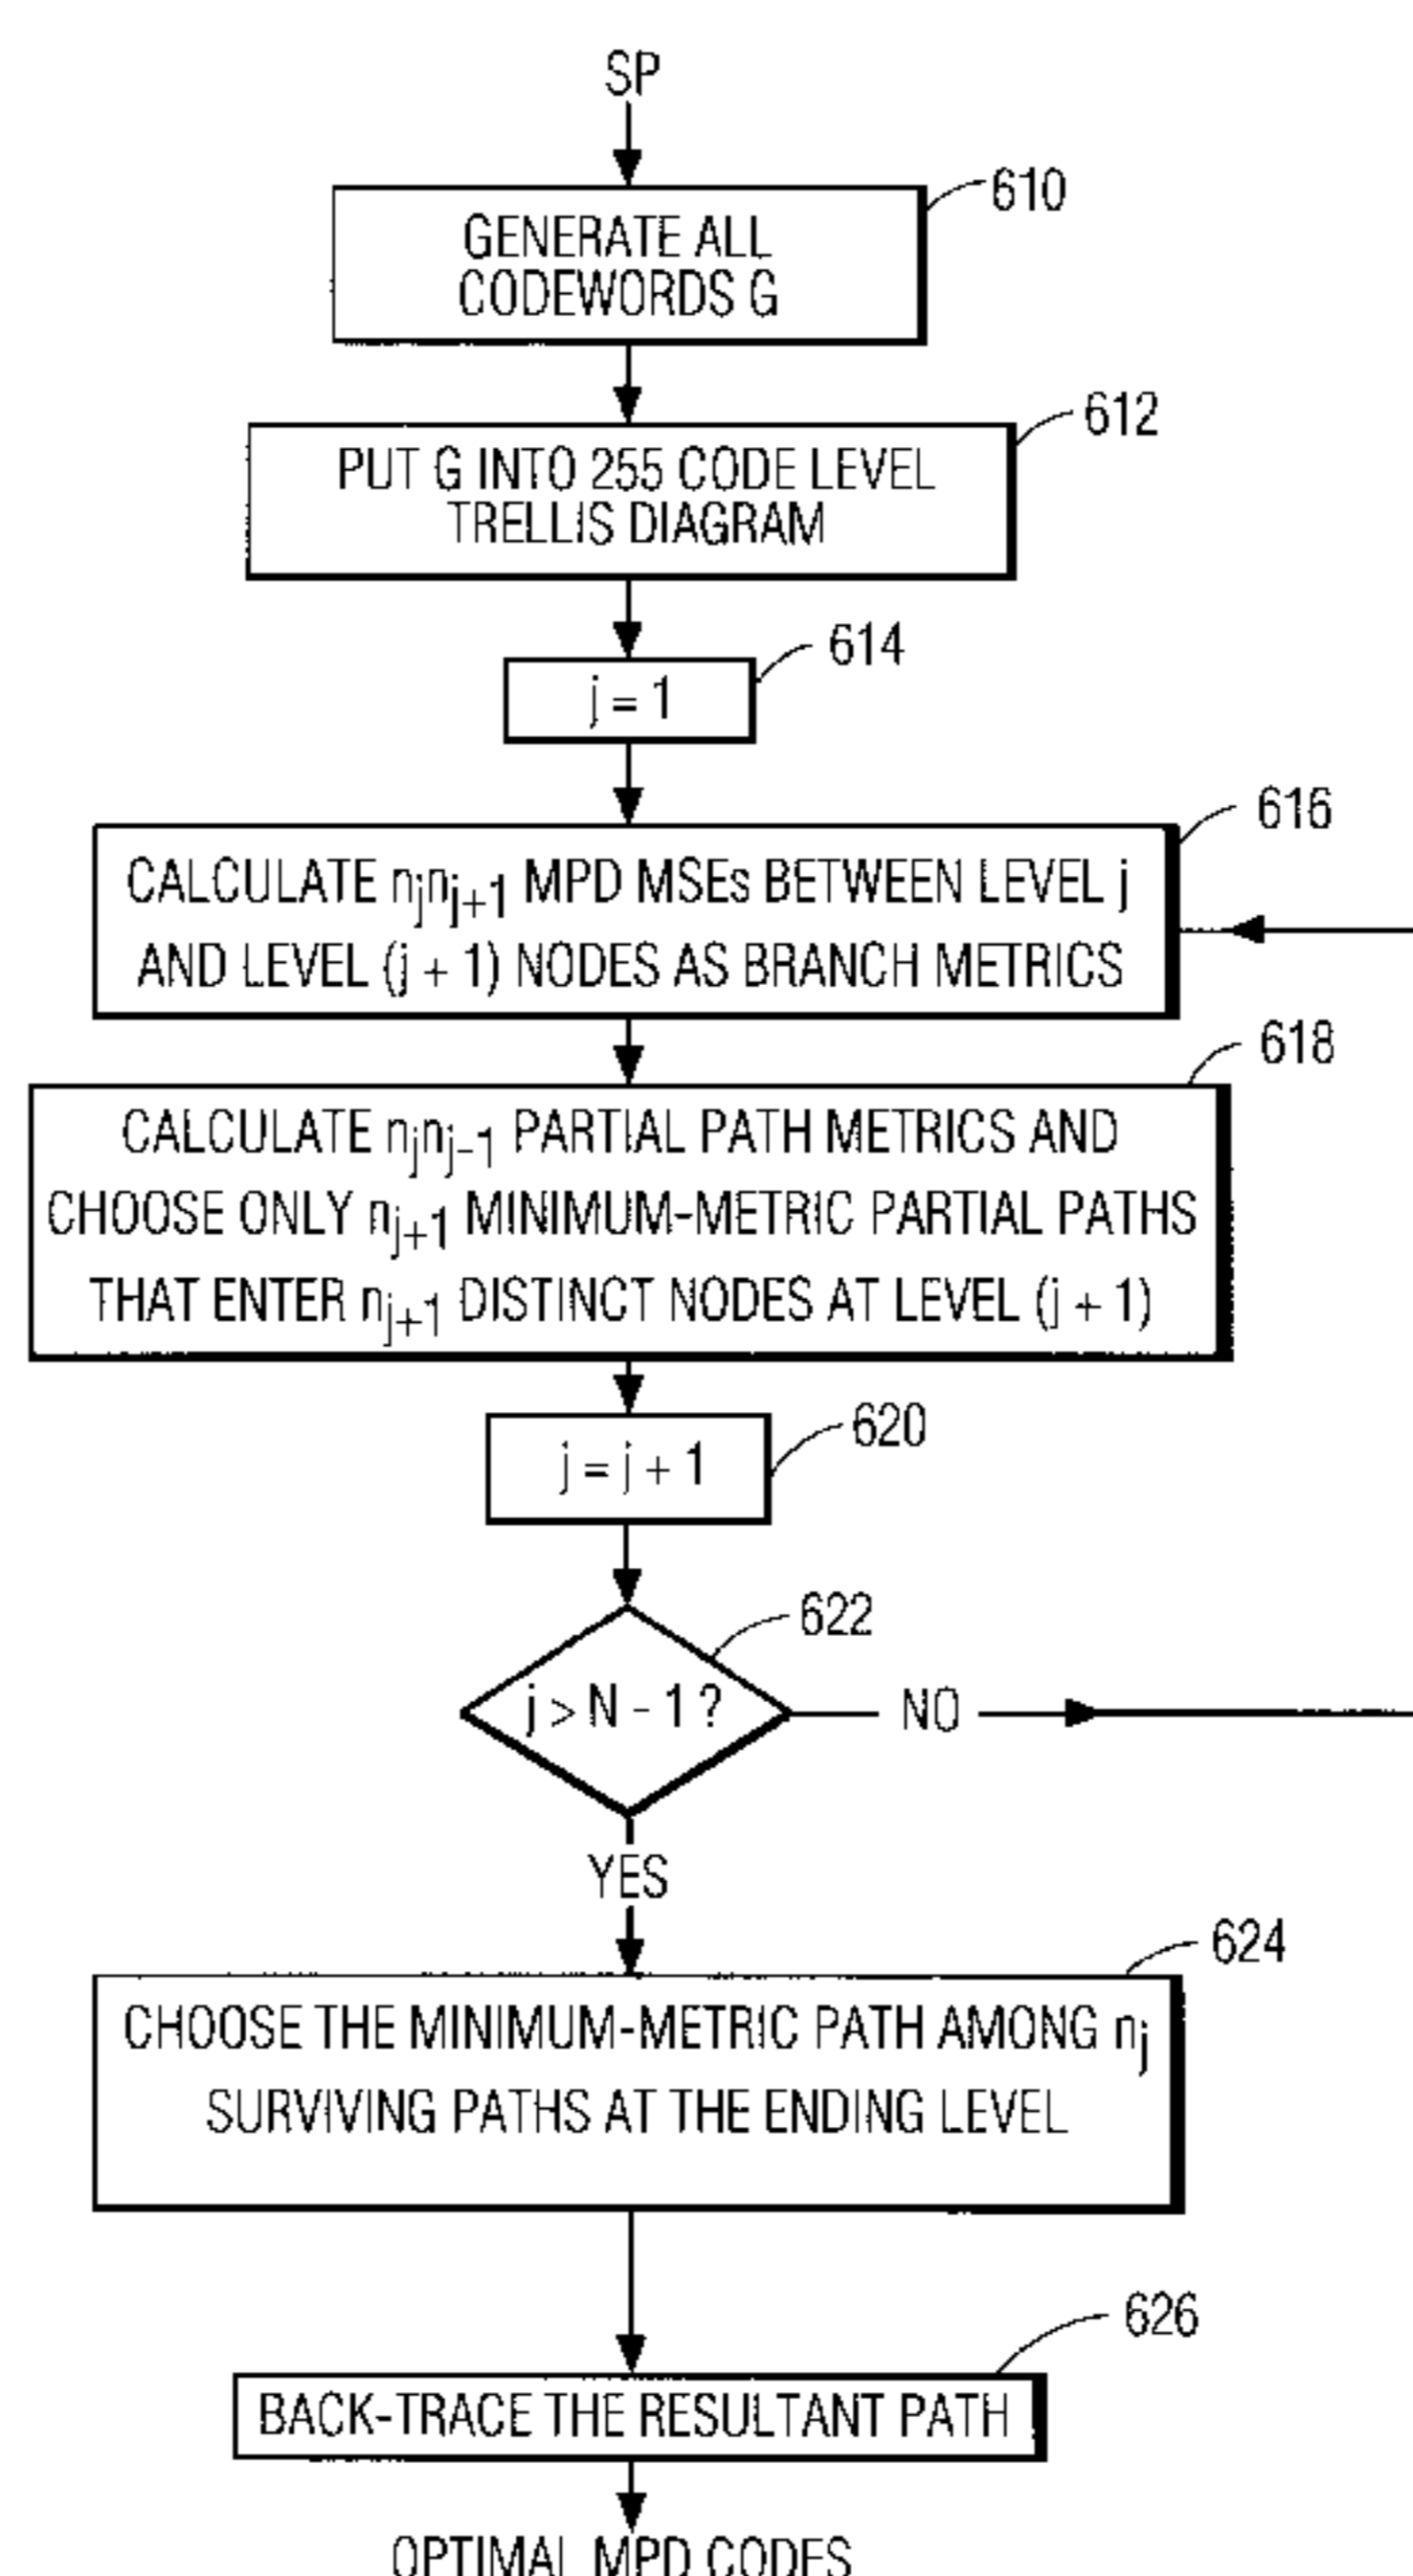 SP
610
GENERATE ALL
CODEWORDS G
612
PUT G INTO 255 CODE LEVEL
TRELLIS DIAGRAM
614
j = 1
616
CALCULATE njnj+1 MPD MSEs BETWEEN LEVEL j
AND LEVEL (j + 1) NODES AS BRANCH METRICS
618
CALCULATE njnj-1 PARTIAL PATH METRICS AND
CHOOSE ONLY nj+1 MINIMUM-METRIC PARTIAL PATHS
THAT ENTER nj+1 DISTINCT NODES AT LEVEL (j + 1)
620
j = j + 1
622
j > N - 1 ?
NO
YES
624
CHOOSE THE MINIMUM-METRIC PATH AMONG nj
SURVIVING PATHS AT THE ENDING LEVEL
626
BACK-TRACE THE RESULTANT PATH
OPTIMAL MPD CODES